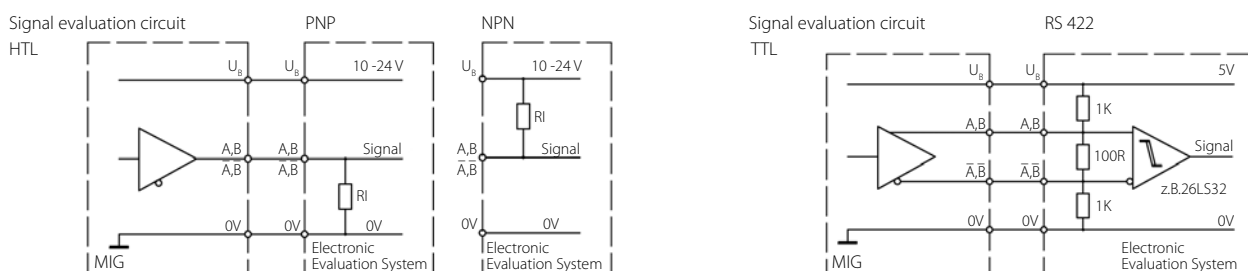 Signal evaluation circuit
HTL
PNP
NPN
U_B
U_B
10 -24 V
A,B
A̅,B̅
A,B
A̅,B̅
Signal
RI
0V
0V
0V
MIG
Electronic
Evaluation System
U_B
10 -24 V
RI
A,B
A̅,B̅
Signal
0V
0V
Electronic
Evaluation System
Signal evaluation circuit
TTL
RS 422
U_B
U_B
5V
1K
A,B
A,B
100R
Signal
A̅,B̅
A̅,B̅
z.B.26LS32
1K
0V
0V
0V
MIG
Electronic
Evaluation System